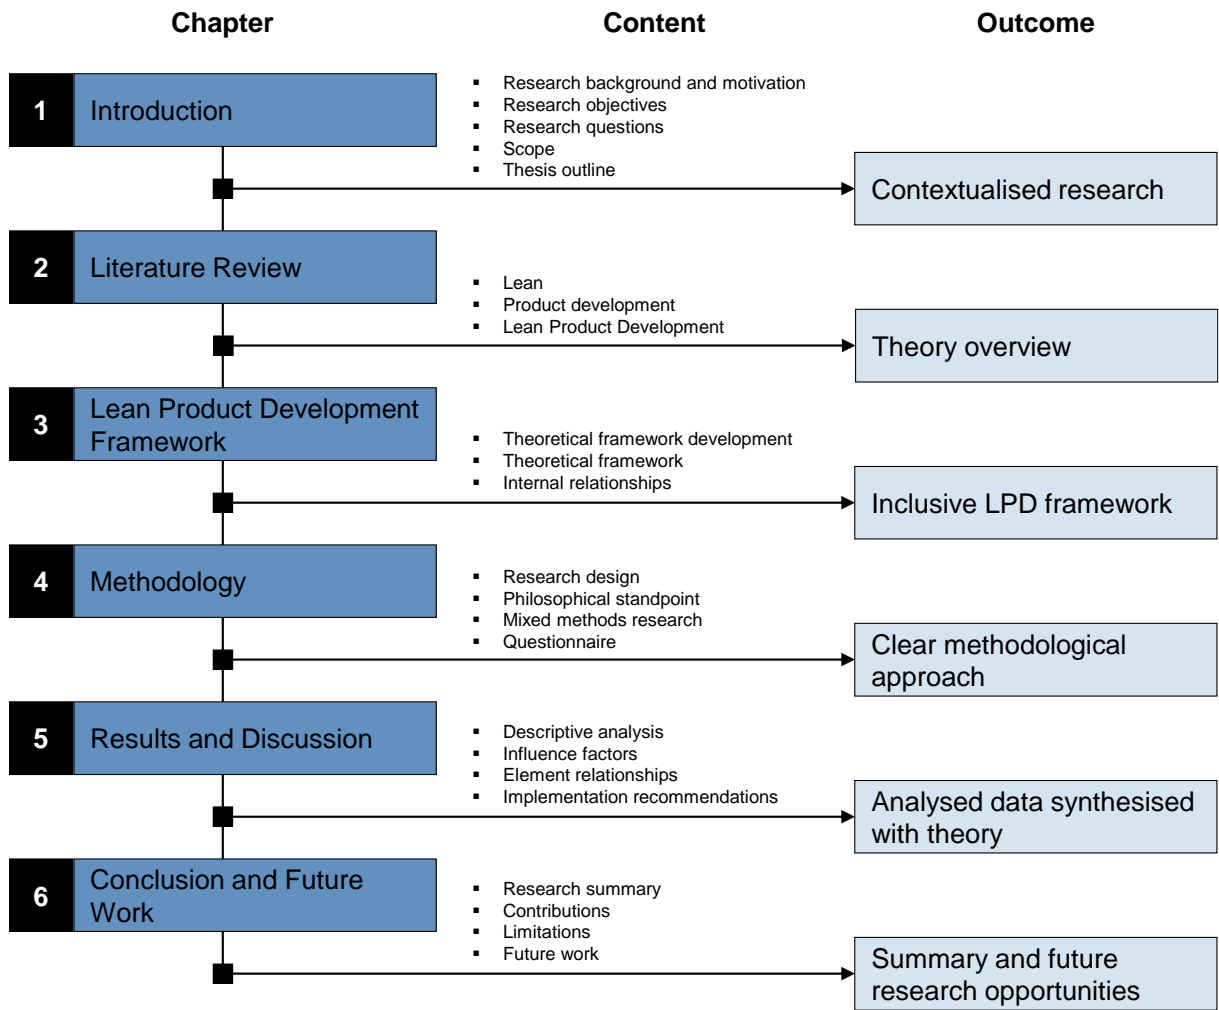 Chapter
Content
Outcome
1
Introduction
▪ Research background and motivation
▪ Research objectives
▪ Research questions
▪ Scope
▪ Thesis outline
Contextualised research
2
Literature Review
▪ Lean
▪ Product development
▪ Lean Product Development
Theory overview
3
Lean Product Development
Framework
▪ Theoretical framework development
▪ Theoretical framework
▪ Internal relationships
Inclusive LPD framework
4
Methodology
▪ Research design
▪ Philosophical standpoint
▪ Mixed methods research
▪ Questionnaire
Clear methodological
approach
5
Results and Discussion
▪ Descriptive analysis
▪ Influence factors
▪ Element relationships
▪ Implementation recommendations
Analysed data synthesised
with theory
6
Conclusion and Future
Work
▪ Research summary
▪ Contributions
▪ Limitations
▪ Future work
Summary and future
research opportunities